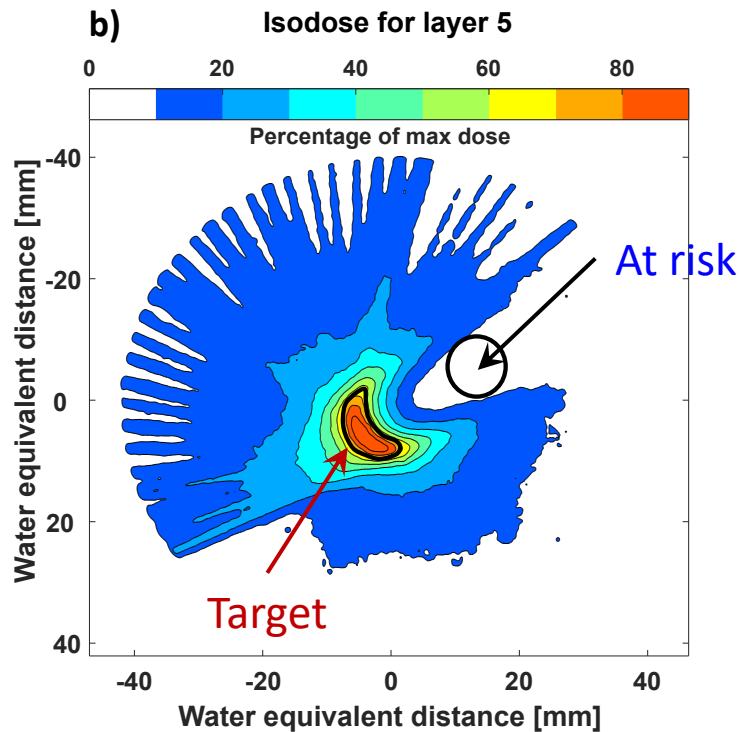 b)
Isodose for layer 5
0 20 40 60 80
Percentage of max dose
Water equivalent distance [mm]
-40
-20
0
20
40
At risk
Target
-40 -20 0 20 40
Water equivalent distance [mm]